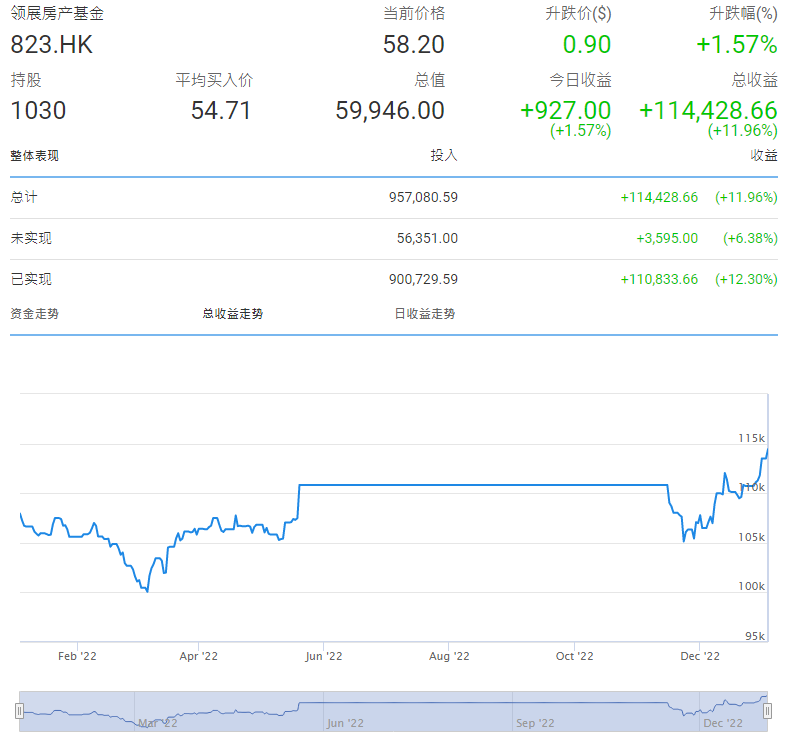 领展房产基金 当前价格 升跌价($) 升跌幅(%)
823.HK 58.20 0.90 +1.57%
持股 平均买入价 总值 今日收益 总收益
1030 54.71 59,946.00 +927.00 +114,428.66
(+1.57%) (+11.96%)
整体表现 投入 收益
总计 957,080.59 +114,428.66 (+11.96%)
未实现 56,351.00 +3,595.00 (+6.38%)
已实现 900,729.59 +110,833.66 (+12.30%)
资金走势 总收益走势 日收益走势
115k
110k
105k
100k
95k
Feb '22 Apr '22 Jun '22 Aug '22 Oct '22 Dec '22
Mar '22 Jun '22 Sep '22 Dec '22